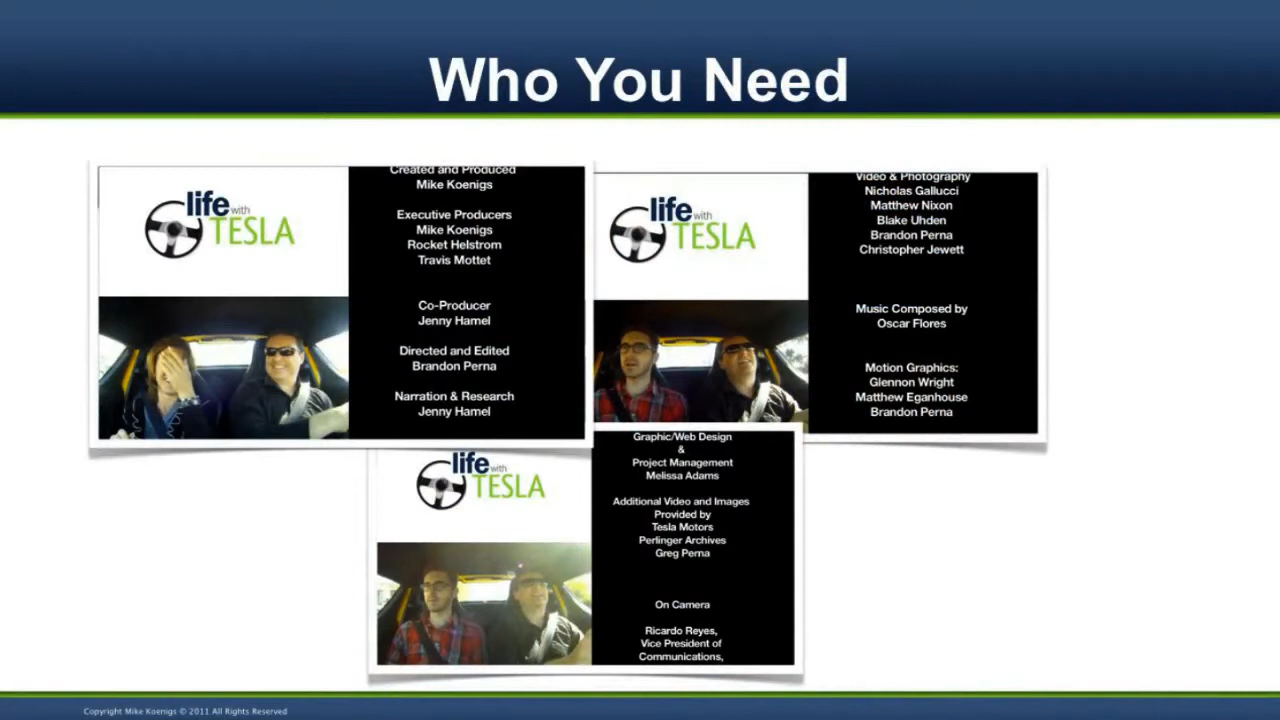 Who You Need
life with
TESLA
Created and Produced
Mike Koenigs
Executive Producers
Mike Koenigs
Rocket Helstrom
Travis Mottet
Co-Producer
Jenny Hamel
Directed and Edited
Brandon Perna
Narration & Research
Jenny Hamel
life with
TESLA
Video & Photography
Nicholas Gallucci
Matthew Nixon
Blake Uhden
Brandon Perna
Christopher Jewett
Music Composed by
Oscar Flores
Motion Graphics:
Glennon Wright
Matthew Eganhouse
Brandon Perna
life with
TESLA
Graphic/Web Design
&
Project Management
Melissa Adams
Additional Video and Images
Provided by
Tesla Motors
Perlinger Archives
Greg Perna
On Camera
Ricardo Reyes,
Vice President of
Communications,
Copyright Mike Koenigs © 2011 All Rights Reserved